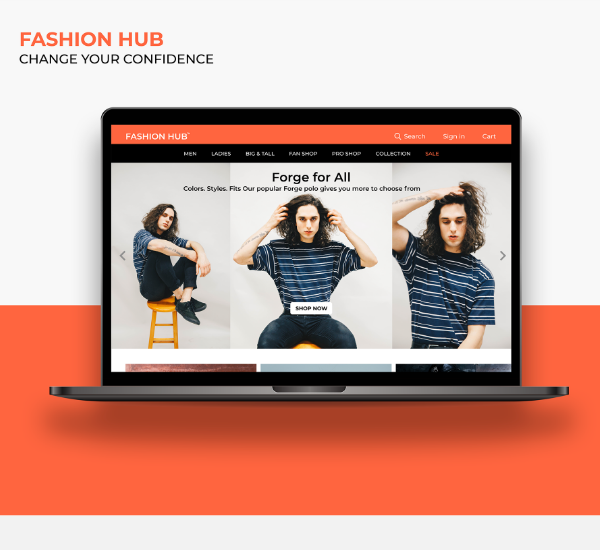 FASHION HUB
CHANGE YOUR CONFIDENCE
FASHION HUB
Search Sign in Cart
MEN LADIES BIG & TALL FAN SHOP PRO SHOP COLLECTION SALE
Forge for All
Colors. Styles. Fits Our popular Forge polo gives you more to choose from
SHOP NOW